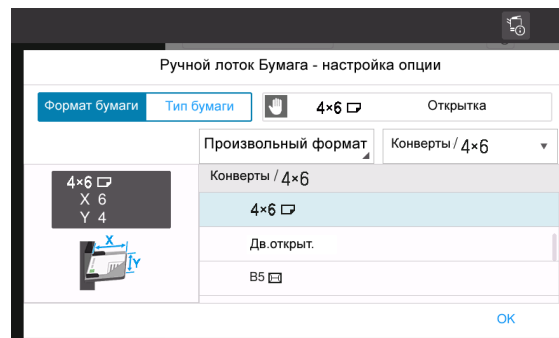 Ручной лоток Бумага - настройка опции
Формат бумаги Тип бумаги 4×6 Открытка
Произвольный формат Конверты / 4×6
4×6
X 6
Y 4
X
Y
Конверты / 4×6
4×6
Дв.открыт.
B5
OK